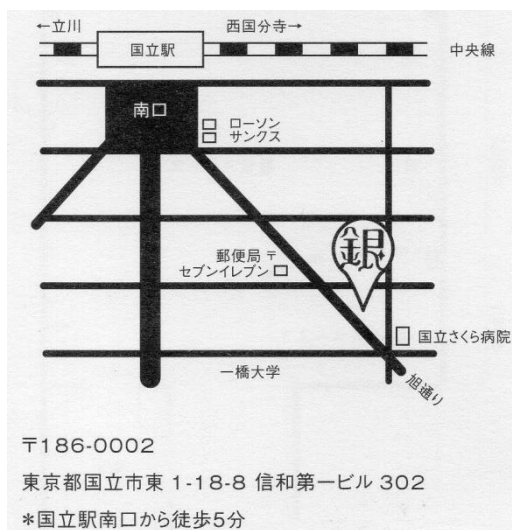 ←立川
西国分寺→
国立駅
中央線
南口
ローソン
サンクス
銀
郵便局 〒
セブンイレブン
国立さくら病院
一橋大学
旭通り
〒186-0002
東京都国立市東 1-18-8 信和第一ビル 302
*国立駅南口から徒歩5分